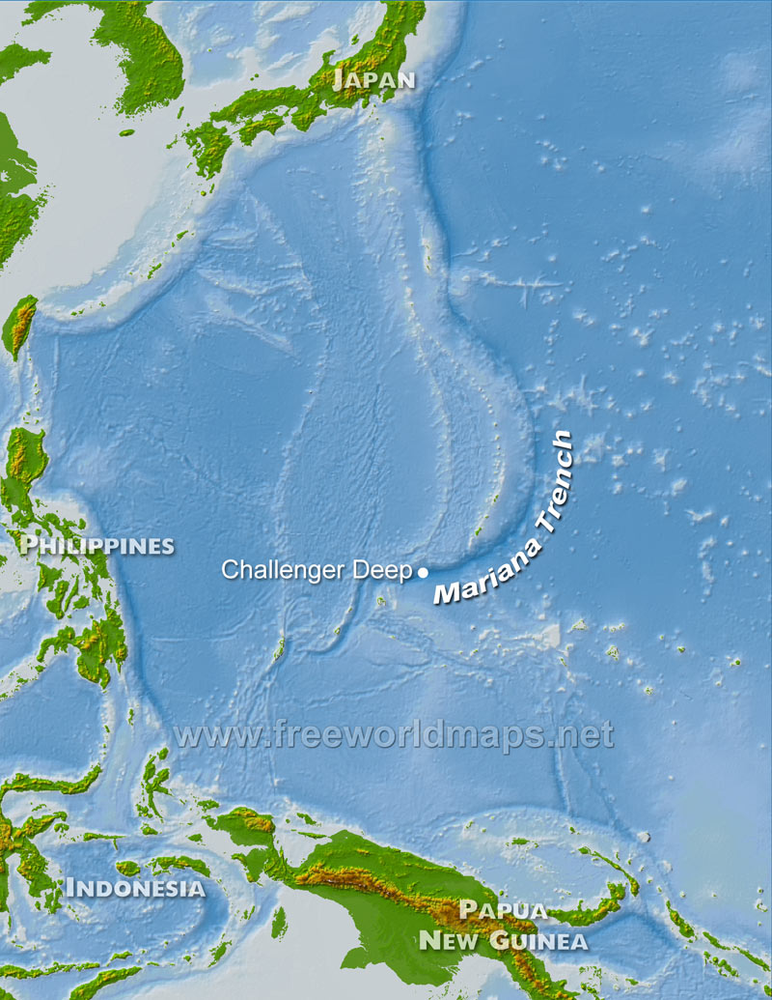 JAPAN
Mariana Trench
PHILIPPINES
Challenger Deep
www.freeworldmaps.net
INDONESIA
PAPUA
NEW GUINEA